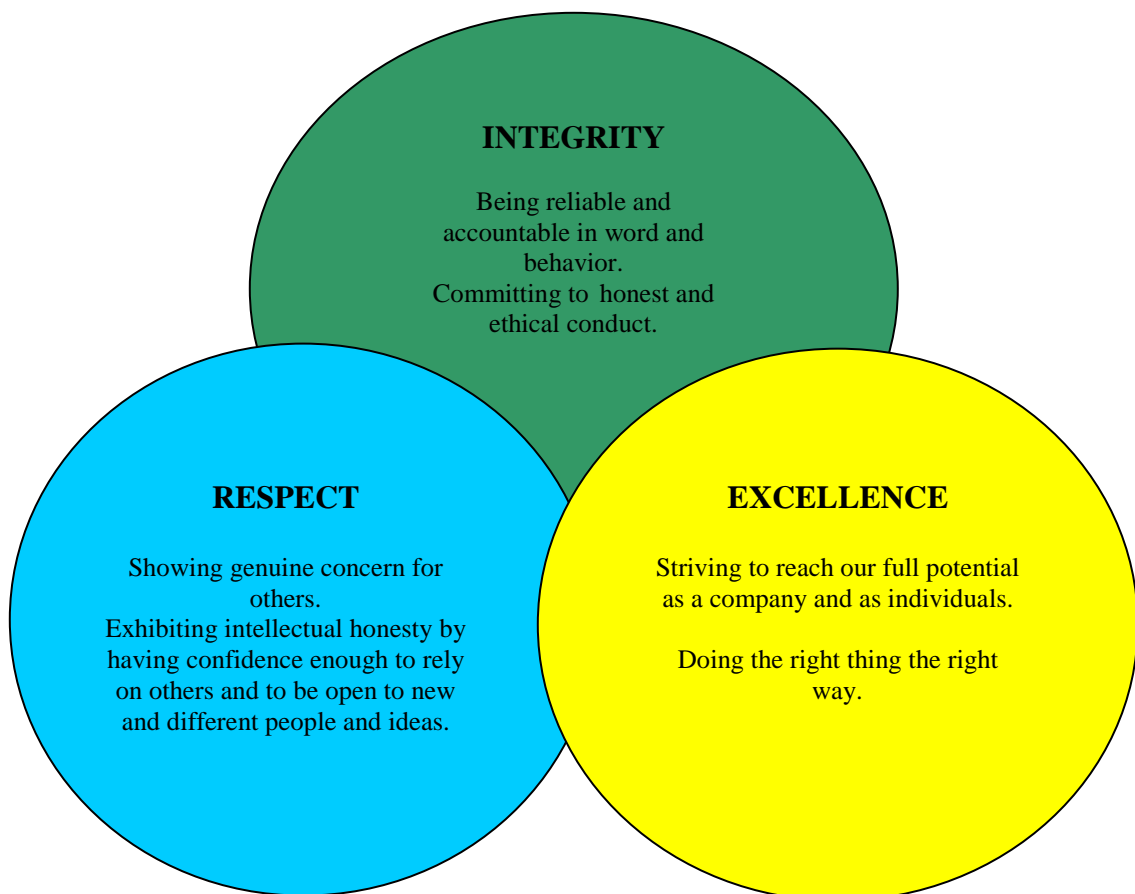 INTEGRITY
Being reliable and
accountable in word and
behavior.
Committing to honest and
ethical conduct.
RESPECT
Showing genuine concern for
others.
Exhibiting intellectual honesty by
having confidence enough to rely
on others and to be open to new
and different people and ideas.
EXCELLENCE
Striving to reach our full potential
as a company and as individuals.
Doing the right thing the right
way.